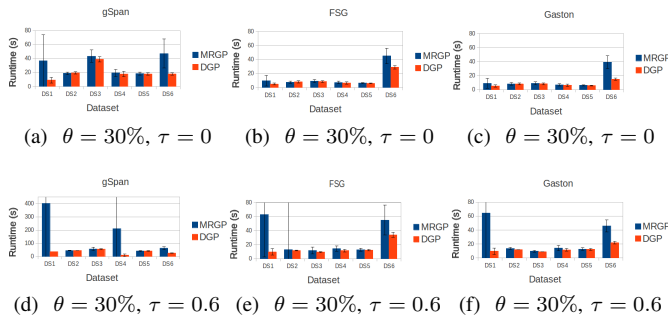 gSpan
Runtime (s)
80
60
40
20
0
DS1 DS2 DS3 DS4 DS5 DS6
Dataset
MRGP
DGP
(a) θ = 30%, τ = 0
FSG
Runtime (s)
80
60
40
20
0
DS1 DS2 DS3 DS4 DS5 DS6
Dataset
MRGP
DGP
(b) θ = 30%, τ = 0
Gaston
Runtime (s)
80
60
40
20
0
DS1 DS2 DS3 DS4 DS5 DS6
Dataset
MRGP
DGP
(c) θ = 30%, τ = 0
gSpan
Runtime (s)
400
300
200
100
0
DS1 DS2 DS3 DS4 DS5 DS6
Dataset
MRGP
DGP
(d) θ = 30%, τ = 0.6
FSG
Runtime (s)
80
60
40
20
0
DS1 DS2 DS3 DS4 DS5 DS6
Dataset
MRGP
DGP
(e) θ = 30%, τ = 0.6
Gaston
Runtime (s)
80
60
40
20
0
DS1 DS2 DS3 DS4 DS5 DS6
Dataset
MRGP
DGP
(f) θ = 30%, τ = 0.6